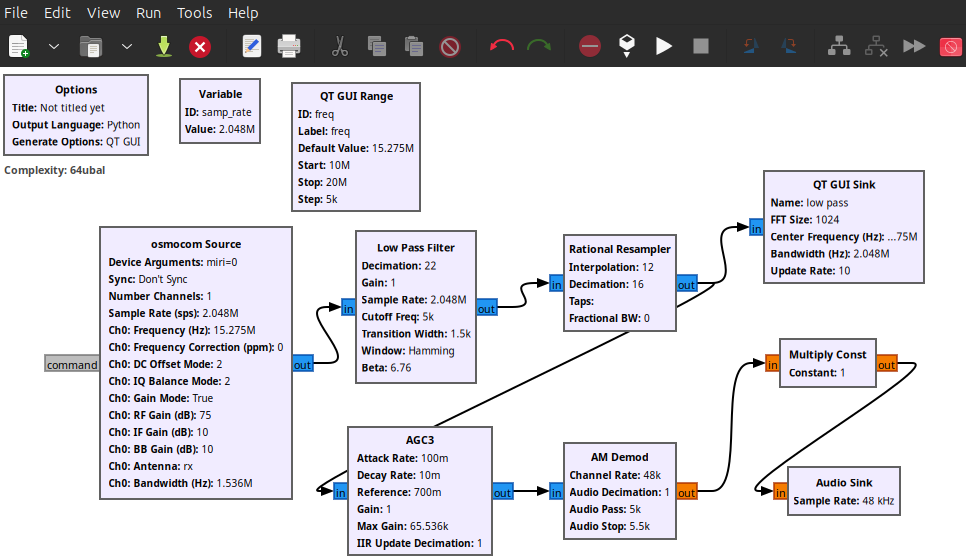 File Edit View Run Tools Help
Options
Title: Not titled yet
Output Language: Python
Generate Options: QT GUI
Complexity: 64ubal
Variable
ID: samp_rate
Value: 2.048M
QT GUI Range
ID: freq
Label: freq
Default Value: 15.275M
Start: 10M
Stop: 20M
Step: 5k
QT GUI Sink
Name: low pass
FFT Size: 1024
Center Frequency (Hz): ...75M
Bandwidth (Hz): 2.048M
Update Rate: 10
in
osmocom Source
Device Arguments: miri=0
Sync: Don't Sync
Number Channels: 1
Sample Rate (sps): 2.048M
Ch0: Frequency (Hz): 15.275M
Ch0: Frequency Correction (ppm): 0
Ch0: DC Offset Mode: 2
Ch0: IQ Balance Mode: 2
Ch0: Gain Mode: True
Ch0: RF Gain (dB): 75
Ch0: IF Gain (dB): 10
Ch0: BB Gain (dB): 10
Ch0: Antenna: rx
Ch0: Bandwidth (Hz): 1.536M
command
out
Low Pass Filter
Decimation: 22
Gain: 1
Sample Rate: 2.048M
Cutoff Freq: 5k
Transition Width: 1.5k
Window: Hamming
Beta: 6.76
in
out
Rational Resampler
Interpolation: 12
Decimation: 16
Taps:
Fractional BW: 0
in
out
AGC3
Attack Rate: 100m
Decay Rate: 10m
Reference: 700m
Gain: 1
Max Gain: 65.536k
IIR Update Decimation: 1
in
out
AM Demod
Channel Rate: 48k
Audio Decimation: 1
Audio Pass: 5k
Audio Stop: 5.5k
in
out
Multiply Const
Constant: 1
in
out
Audio Sink
Sample Rate: 48 kHz
in